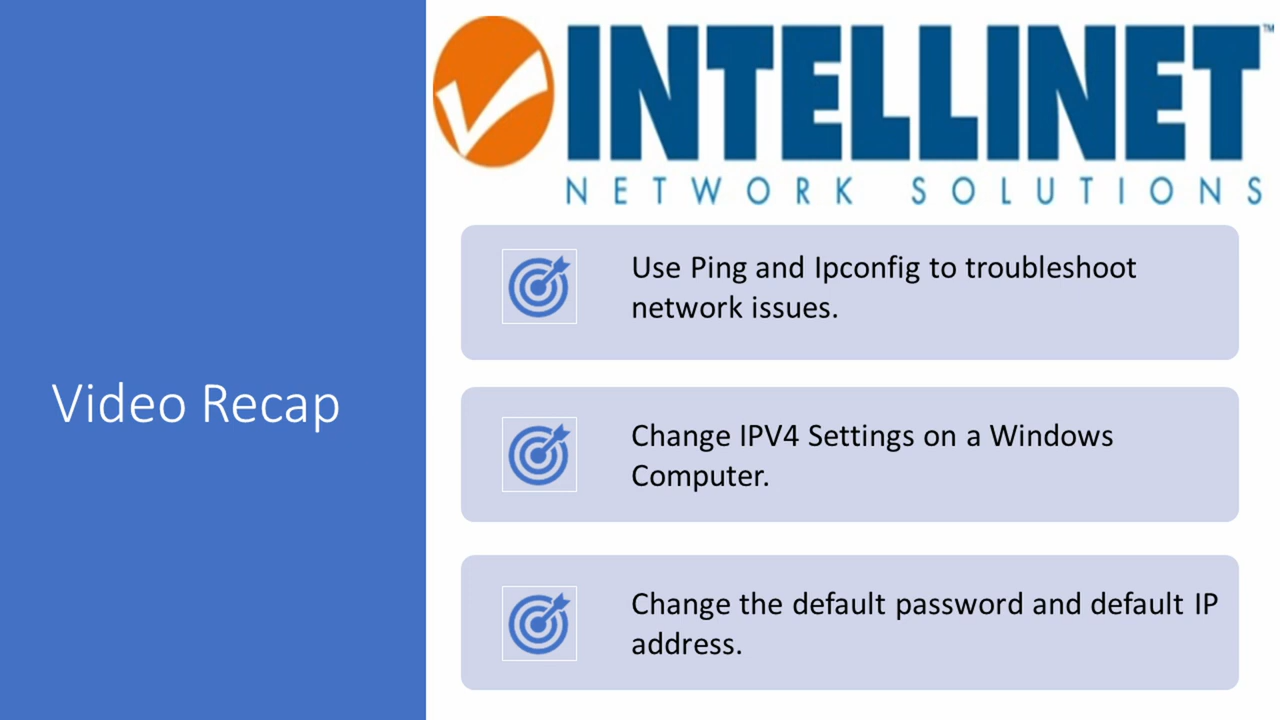 INTELLINET™
NETWORK SOLUTIONS
Video Recap
Use Ping and Ipconfig to troubleshoot
network issues.
Change IPV4 Settings on a Windows
Computer.
Change the default password and default IP
address.